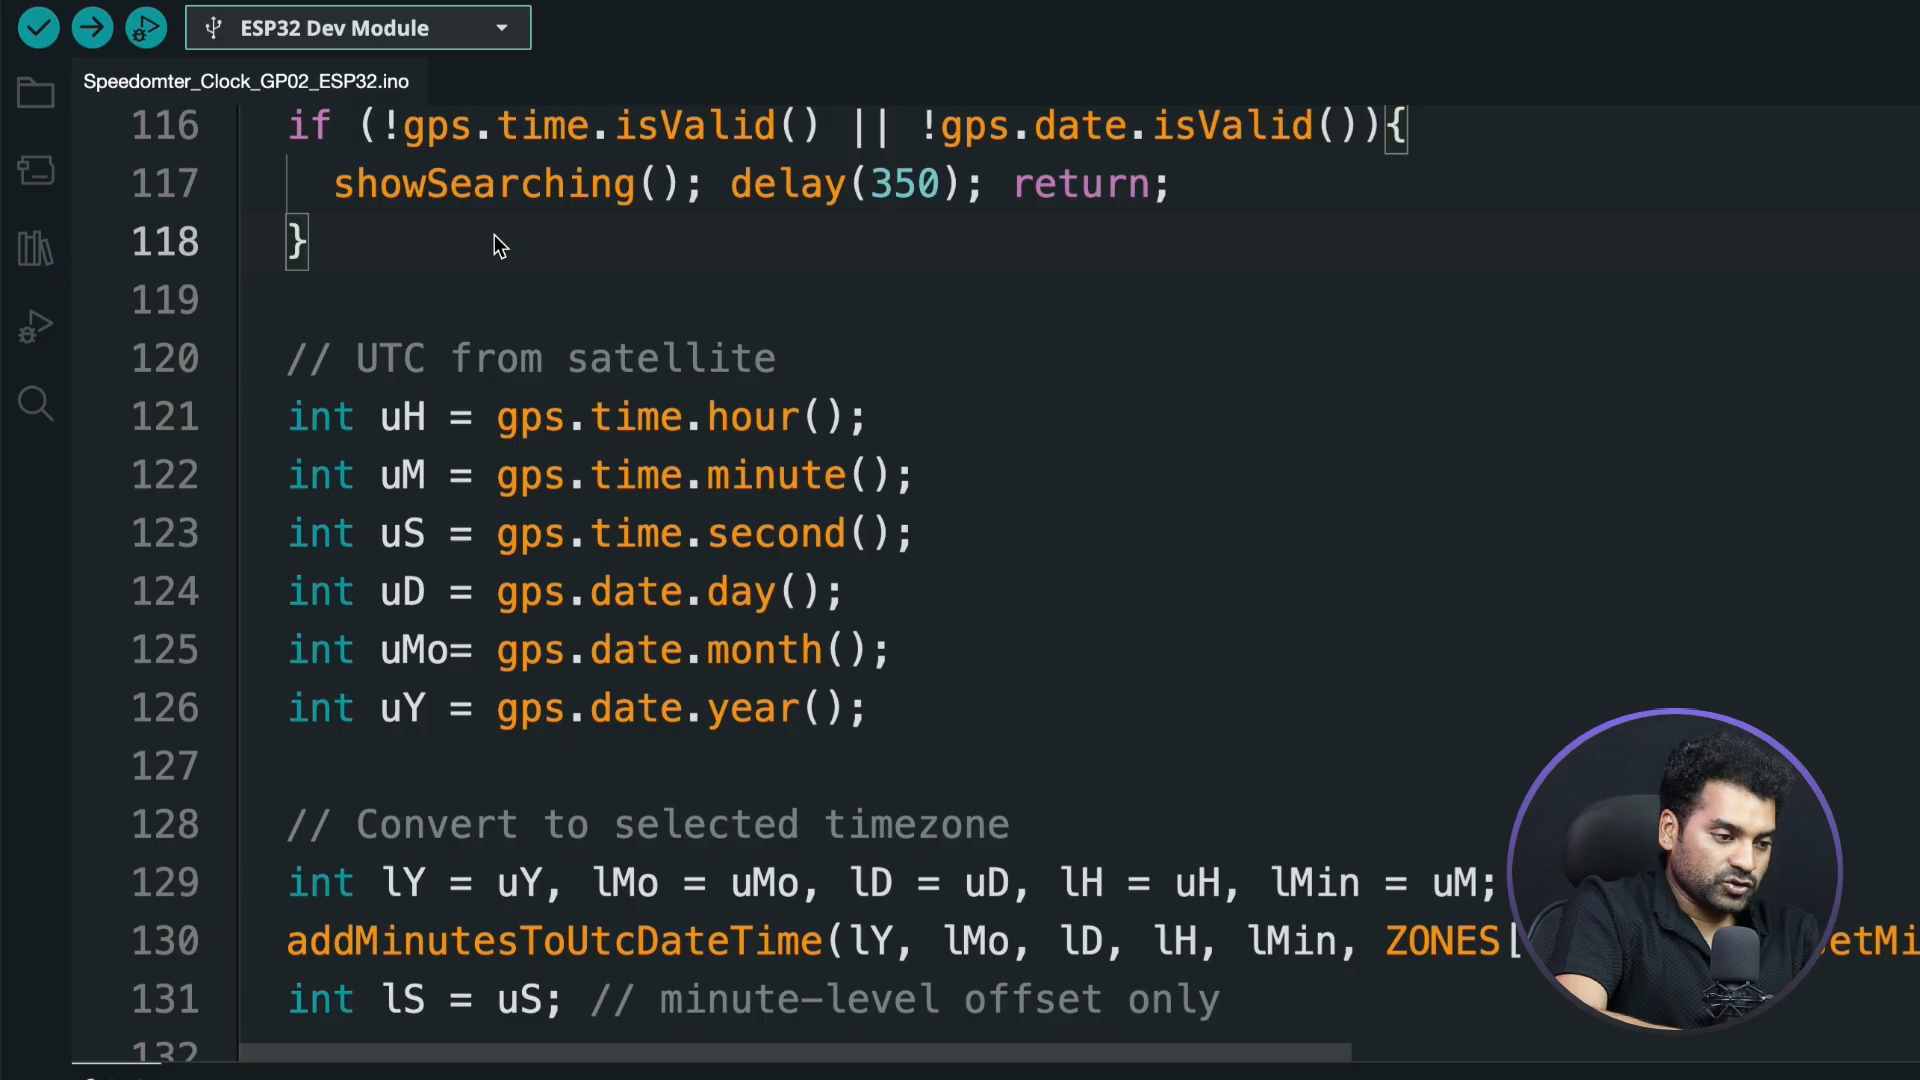 ESP32 Dev Module
Speedomter_Clock_GP02_ESP32.ino
116 if (!gps.time.isValid() || !gps.date.isValid()){
117 showSearching(); delay(350); return;
118 }
119
120 // UTC from satellite
121 int uH = gps.time.hour();
122 int uM = gps.time.minute();
123 int uS = gps.time.second();
124 int uD = gps.date.day();
125 int uMo= gps.date.month();
126 int uY = gps.date.year();
127
128 // Convert to selected timezone
129 int lY = uY, lMo = uMo, lD = uD, lH = uH, lMin = uM;
130 addMinutesToUtcDateTime(lY, lMo, lD, lH, lMin, ZONES[ etMi
131 int lS = uS; // minute-level offset only
132